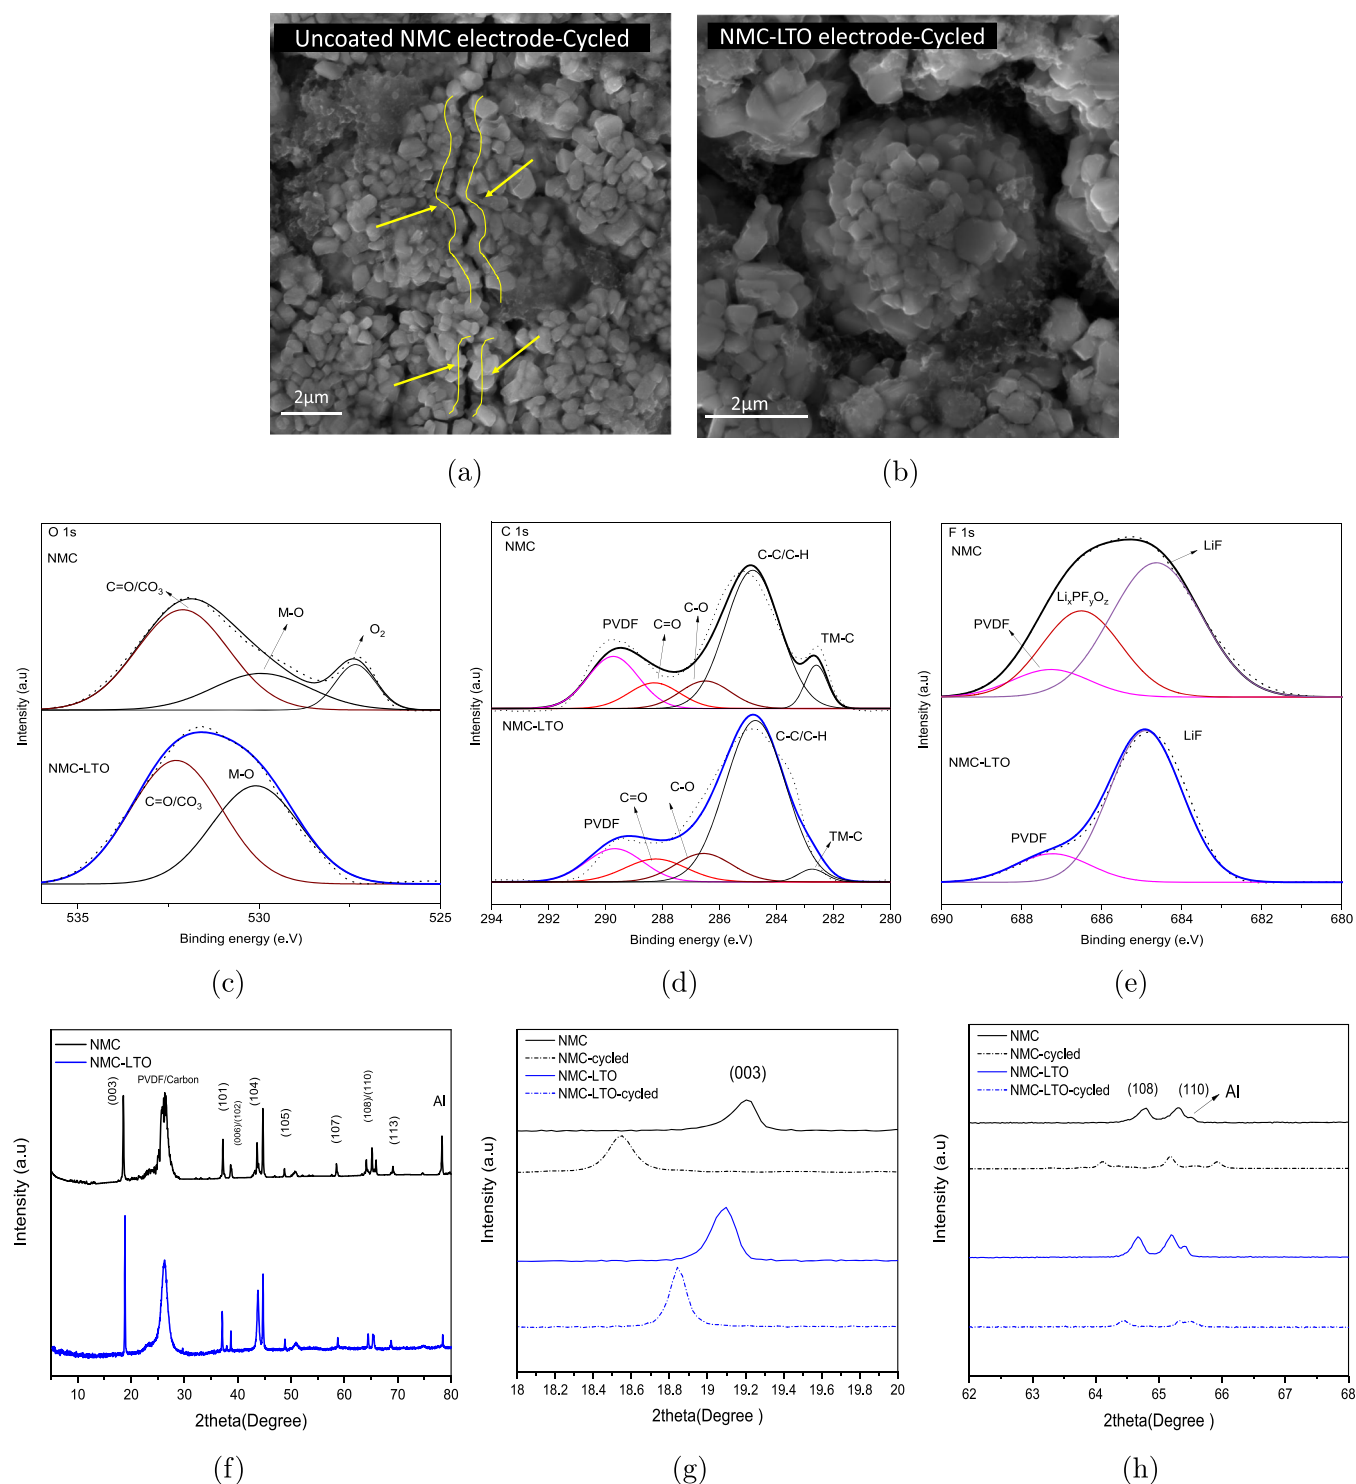 Uncoated NMC electrode-Cycled
2μm
(a)
NMC-LTO electrode-Cycled
2μm
(b)
O 1s
NMC
C=O/CO3
M-O
O2
NMC-LTO
C=O/CO3
M-O
Intensity (a.u)
535
530
525
Binding energy (e.V)
(c)
C 1s
NMC
C-C/C-H
C-O
PVDF
C=O
TM-C
NMC-LTO
C-C/C-H
C-O
C=O
PVDF
TM-C
Intensity (a.u)
294
292
290
288
286
284
282
280
Binding energy (e.V)
(d)
F 1s
NMC
LiF
LixPFyOz
PVDF
NMC-LTO
LiF
PVDF
Intensity (a.u)
690
688
686
684
682
680
Binding energy (e.V)
(e)
NMC
NMC-LTO
PVDF/Carbon
(003)
(101)
(006)/(102)
(104)
(105)
(107)
(108)/(110)
(113)
Al
Intensity (a.u)
10
20
30
40
50
60
70
80
2theta(Degree)
(f)
NMC
NMC-cycled
NMC-LTO
NMC-LTO-cycled
(003)
Intensity (a.u)
18
18.2
18.4
18.6
18.8
19
19.2
19.4
19.6
19.8
20
2theta(Degree )
(g)
NMC
NMC-cycled
NMC-LTO
NMC-LTO-cycled
(108)
(110)
Al
Intensity (a.u)
62
63
64
65
66
67
68
2theta(Degree )
(h)